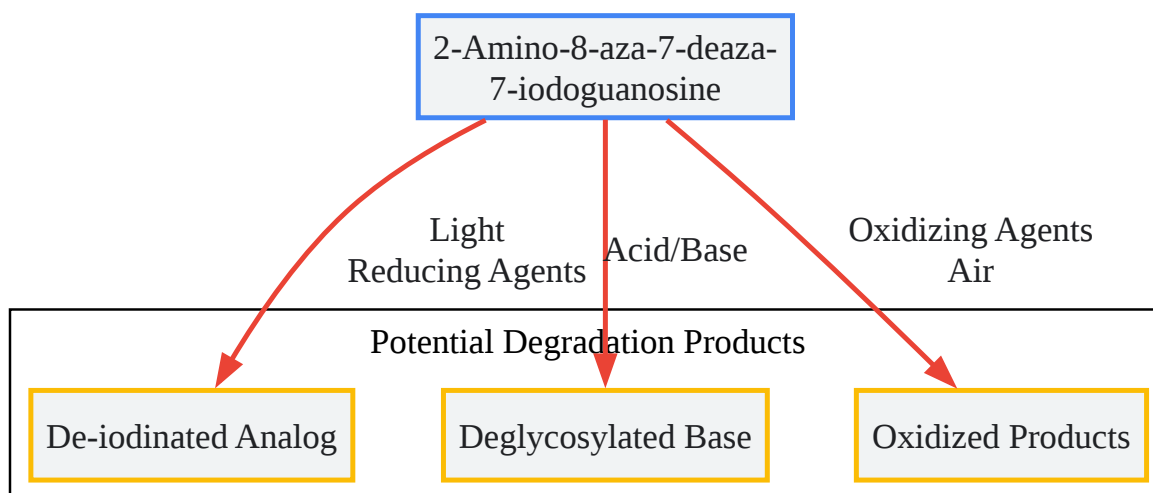 2-Amino-8-aza-7-deaza-
7-iodoguanosine
Light
Reducing Agents
Acid/Base
Oxidizing Agents
Air
Potential Degradation Products
De-iodinated Analog
Deglycosylated Base
Oxidized Products